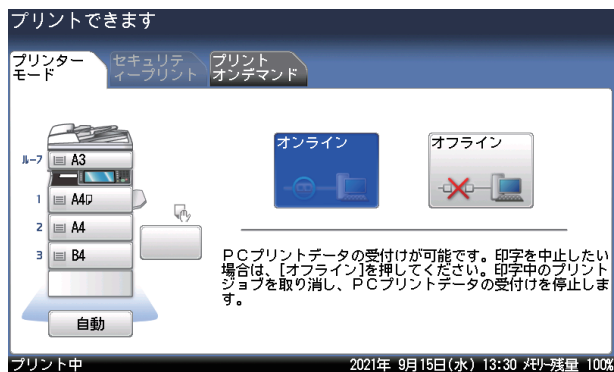 プリントできます
プリンター
モード
セキュリテ
ィープリント
プリント
オンデマンド
ルーフ
A3
1
A4
2
A4
3
B4
自動
オンライン
オフライン
PCプリントデータの受付けが可能です。印字を中止したい
場合は、[オフライン]を押してください。印字中のプリント
ジョブを取り消し、PCプリントデータの受付けを停止しま
す。
プリント中
2021年 9月15日(水) 13:30 メモリー残量 100%